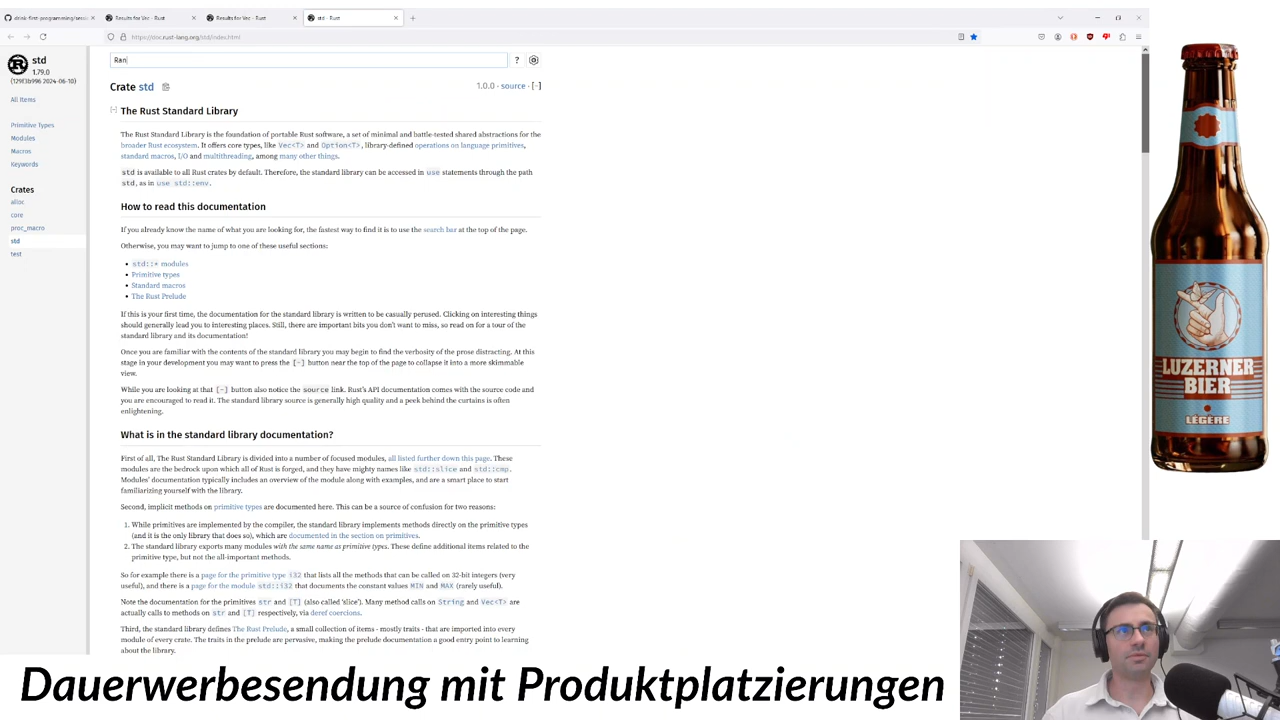 drink-first-programming/sessi
Results for Vec - Rust
Results for Vec - Rust
std - Rust
https://doc.rust-lang.org/std/index.html
std
1.79.0
(129f3b996 2024-06-10)
All Items
Primitive Types
Modules
Macros
Keywords
Crates
alloc
core
proc_macro
std
test
Ran
?
Crate std
1.0.0 · source · [-]
[-] The Rust Standard Library
The Rust Standard Library is the foundation of portable Rust software, a set of minimal and battle-tested shared abstractions for the
broader Rust ecosystem. It offers core types, like Vec<T> and Option<T>, library-defined operations on language primitives,
standard macros, I/O and multithreading, among many other things.
std is available to all Rust crates by default. Therefore, the standard library can be accessed in use statements through the path
std, as in use std::env.
How to read this documentation
If you already know the name of what you are looking for, the fastest way to find it is to use the search bar at the top of the page.
Otherwise, you may want to jump to one of these useful sections:
• std::* modules
• Primitive types
• Standard macros
• The Rust Prelude
If this is your first time, the documentation for the standard library is written to be casually perused. Clicking on interesting things
should generally lead you to interesting places. Still, there are important bits you don't want to miss, so read on for a tour of the
standard library and its documentation!
Once you are familiar with the contents of the standard library you may begin to find the verbosity of the prose distracting. At this
stage in your development you may want to press the [-] button near the top of the page to collapse it into a more skimmable
view.
While you are looking at that [-] button also notice the source link. Rust's API documentation comes with the source code and
you are encouraged to read it. The standard library source is generally high quality and a peek behind the curtains is often
enlightening.
What is in the standard library documentation?
First of all, The Rust Standard Library is divided into a number of focused modules, all listed further down this page. These
modules are the bedrock upon which all of Rust is forged, and they have mighty names like std::slice and std::cmp.
Modules' documentation typically includes an overview of the module along with examples, and are a smart place to start
familiarizing yourself with the library.
Second, implicit methods on primitive types are documented here. This can be a source of confusion for two reasons:
1. While primitives are implemented by the compiler, the standard library implements methods directly on the primitive types
(and it is the only library that does so), which are documented in the section on primitives.
2. The standard library exports many modules with the same name as primitive types. These define additional items related to the
primitive type, but not the all-important methods.
So for example there is a page for the primitive type i32 that lists all the methods that can be called on 32-bit integers (very
useful), and there is a page for the module std::i32 that documents the constant values MIN and MAX (rarely useful).
Note the documentation for the primitives str and [T] (also called 'slice'). Many method calls on String and Vec<T> are
actually calls to methods on str and [T] respectively, via deref coercions.
Third, the standard library defines The Rust Prelude, a small collection of items - mostly traits - that are imported into every
module of every crate. The traits in the prelude are pervasive, making the prelude documentation a good entry point to learning
about the library.
LUZERNER
BIER
LÉGÈRE
Dauerwerbesendung mit Produktplatzierungen